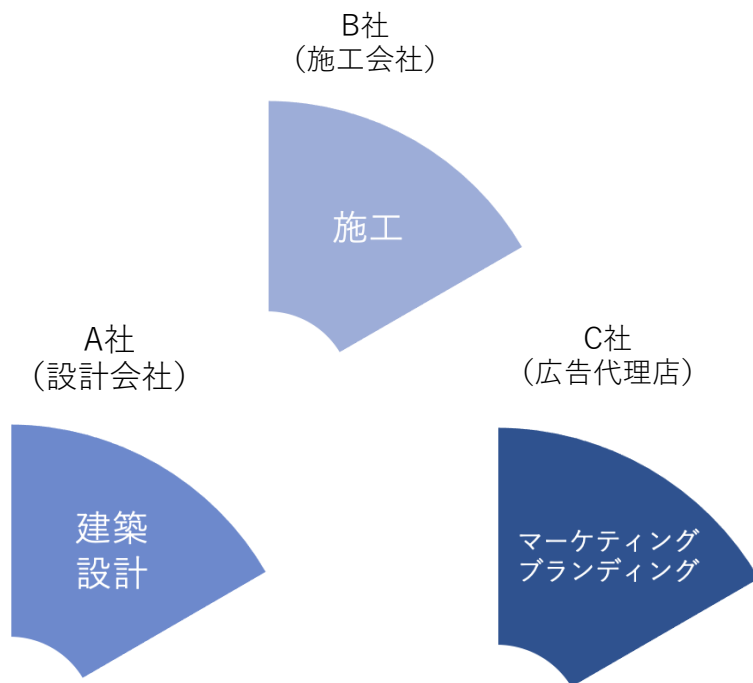 B社
（施工会社）
施工
A社
（設計会社）
建築
設計
C社
（広告代理店）
マーケティング
ブランディング